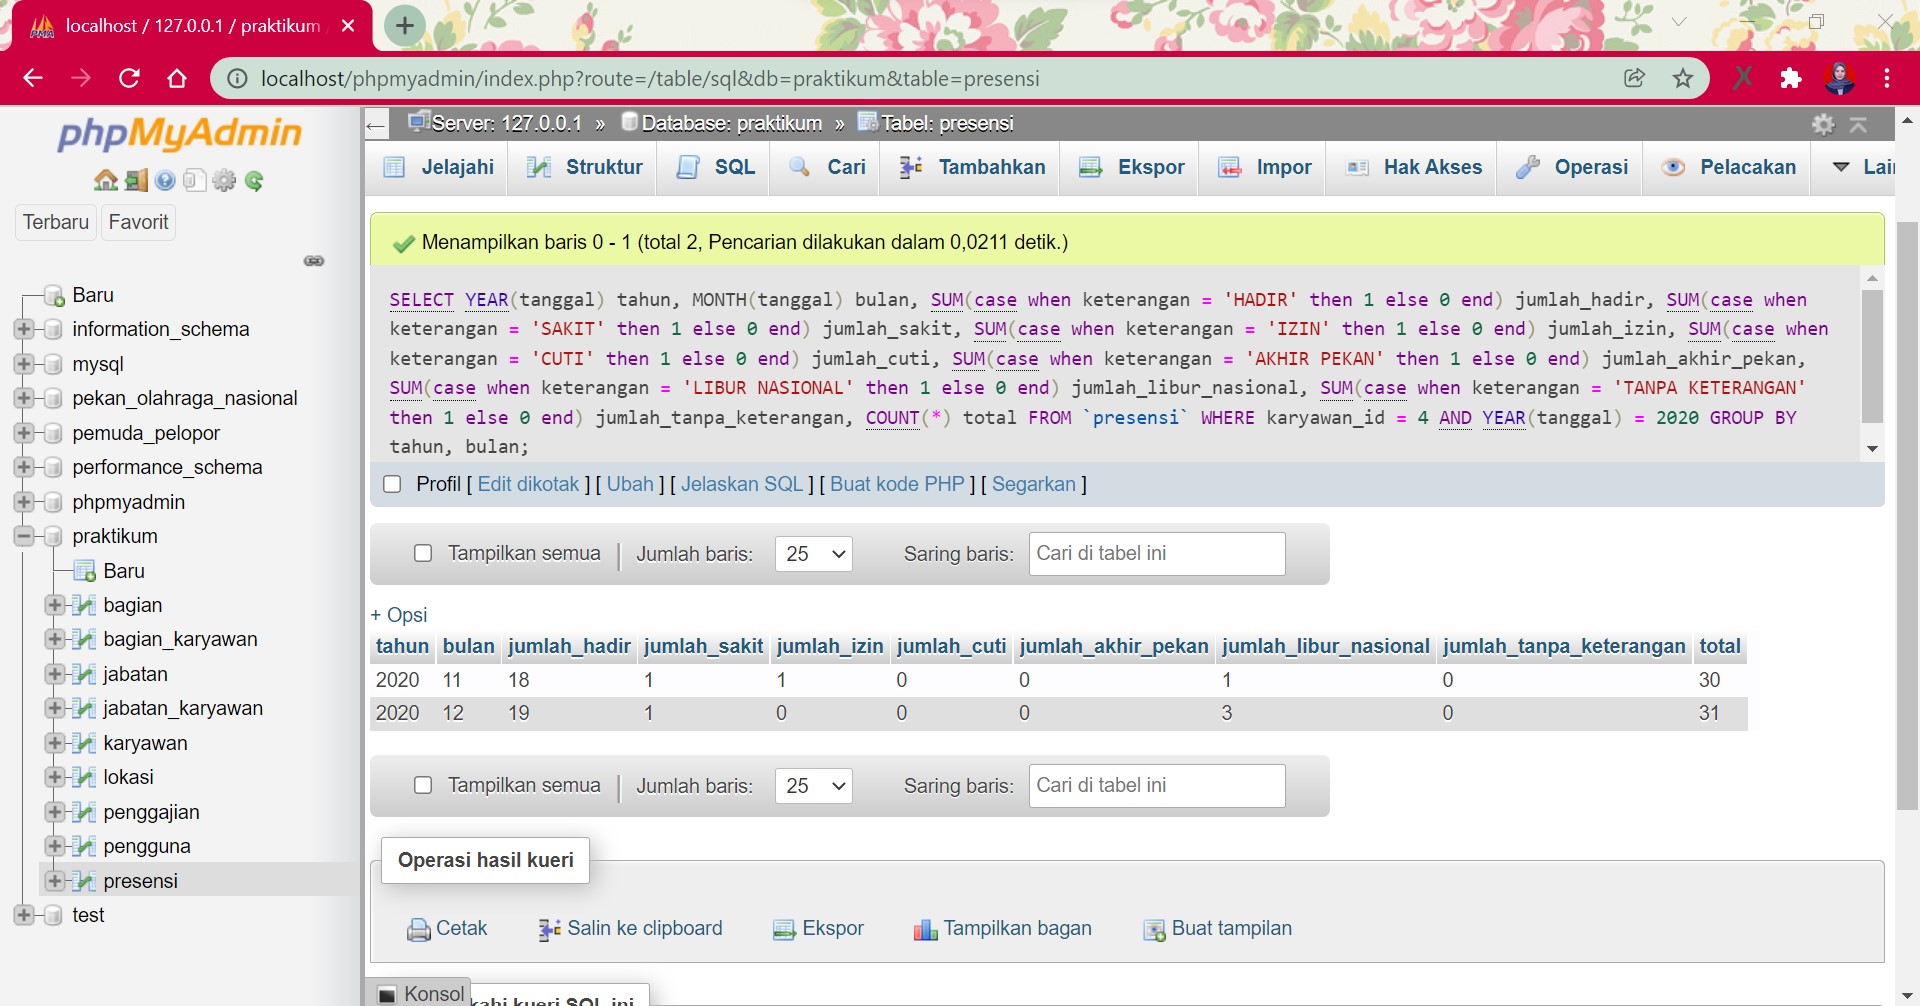 localhost / 127.0.0.1 / praktikum
localhost/phpmyadmin/index.php?route=/table/sql&db=praktikum&table=presensi
phpMyAdmin
Terbaru Favorit
Baru
information_schema
mysql
pekan_olahraga_nasional
pemuda_pelopor
performance_schema
phpmyadmin
praktikum
Baru
bagian
bagian_karyawan
jabatan
jabatan_karyawan
karyawan
lokasi
penggajian
pengguna
presensi
test
Server: 127.0.0.1 » Database: praktikum » Tabel: presensi
Jelajahi Struktur SQL Cari Tambahkan Ekspor Impor Hak Akses Operasi Pelacakan
Menampilkan baris 0 - 1 (total 2, Pencarian dilakukan dalam 0,0211 detik.)
SELECT YEAR(tanggal) tahun, MONTH(tanggal) bulan, SUM(case when keterangan = 'HADIR' then 1 else 0 end) jumlah_hadir, SUM(case when
keterangan = 'SAKIT' then 1 else 0 end) jumlah_sakit, SUM(case when keterangan = 'IZIN' then 1 else 0 end) jumlah_izin, SUM(case when
keterangan = 'CUTI' then 1 else 0 end) jumlah_cuti, SUM(case when keterangan = 'AKHIR PEKAN' then 1 else 0 end) jumlah_akhir_pekan,
SUM(case when keterangan = 'LIBUR NASIONAL' then 1 else 0 end) jumlah_libur_nasional, SUM(case when keterangan = 'TANPA KETERANGAN'
then 1 else 0 end) jumlah_tanpa_keterangan, COUNT(*) total FROM `presensi` WHERE karyawan_id = 4 AND YEAR(tanggal) = 2020 GROUP BY
tahun, bulan;
Profil [ Edit dikotak ] [ Ubah ] [ Jelaskan SQL ] [ Buat kode PHP ] [ Segarkan ]
Tampilkan semua Jumlah baris: 25 Saring baris: Cari di tabel ini
+ Opsi
tahun bulan jumlah_hadir jumlah_sakit jumlah_izin jumlah_cuti jumlah_akhir_pekan jumlah_libur_nasional jumlah_tanpa_keterangan total
2020 11 18 1 1 0 0 1 0 30
2020 12 19 1 0 0 0 3 0 31
Tampilkan semua Jumlah baris: 25 Saring baris: Cari di tabel ini
Operasi hasil kueri
Cetak Salin ke clipboard Ekspor Tampilkan bagan Buat tampilan
Konsol
kueri SQL ini